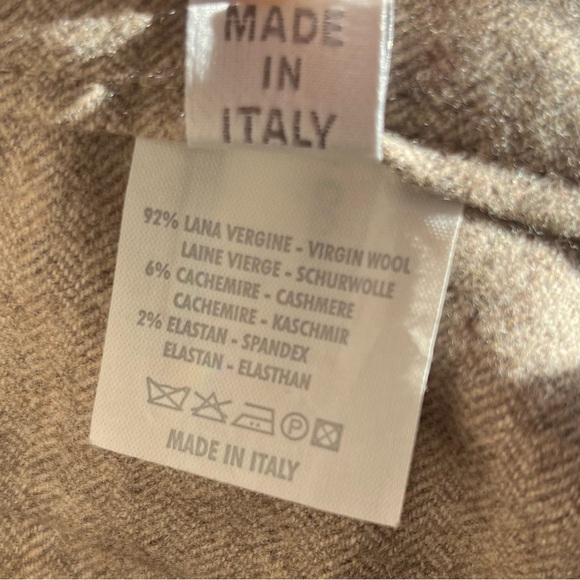 MADE
IN
ITALY
92% LANA VERGINE - VIRGIN WOOL
LAINE VIERGE - SCHURWOLLE
6% CACHEMIRE - CASHMERE
CACHEMIRE - KASCHMIR
2% ELASTAN - SPANDEX
ELASTAN - ELASTHAN
P
MADE IN ITALY